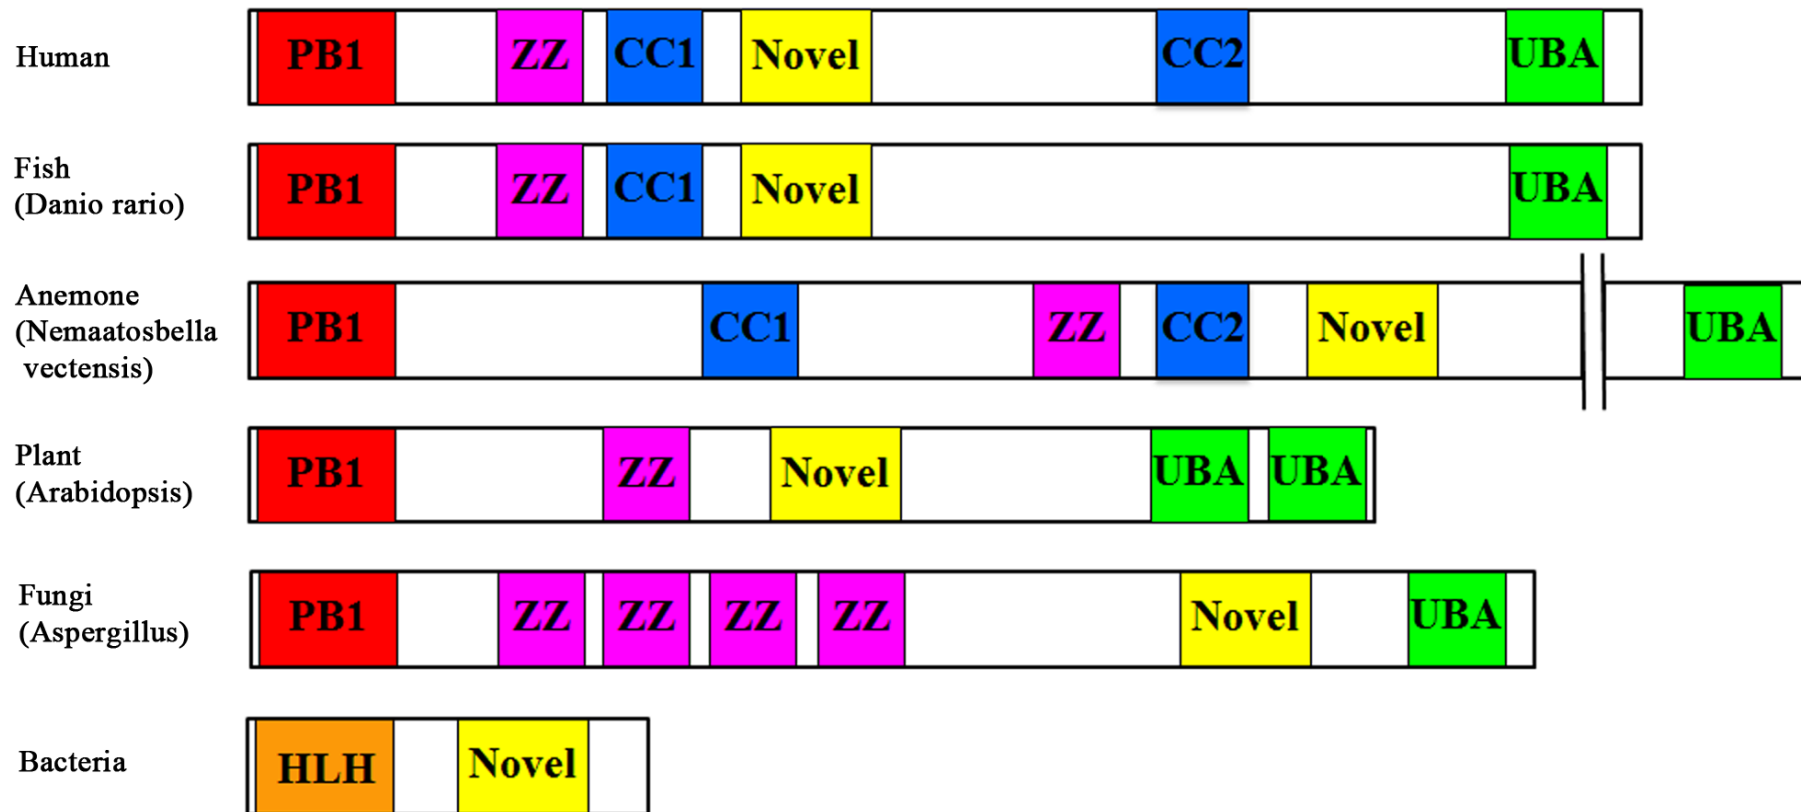 Human PB1 ZZ CC1 Novel CC2 UBA
Fish
(Danio rario) PB1 ZZ CC1 Novel UBA
Anemone
(Nemaatosbella
vectensis) PB1 CC1 ZZ CC2 Novel UBA
Plant
(Arabidopsis) PB1 ZZ Novel UBA UBA
Fungi
(Aspergillus) PB1 ZZ ZZ ZZ ZZ Novel UBA
Bacteria HLH Novel